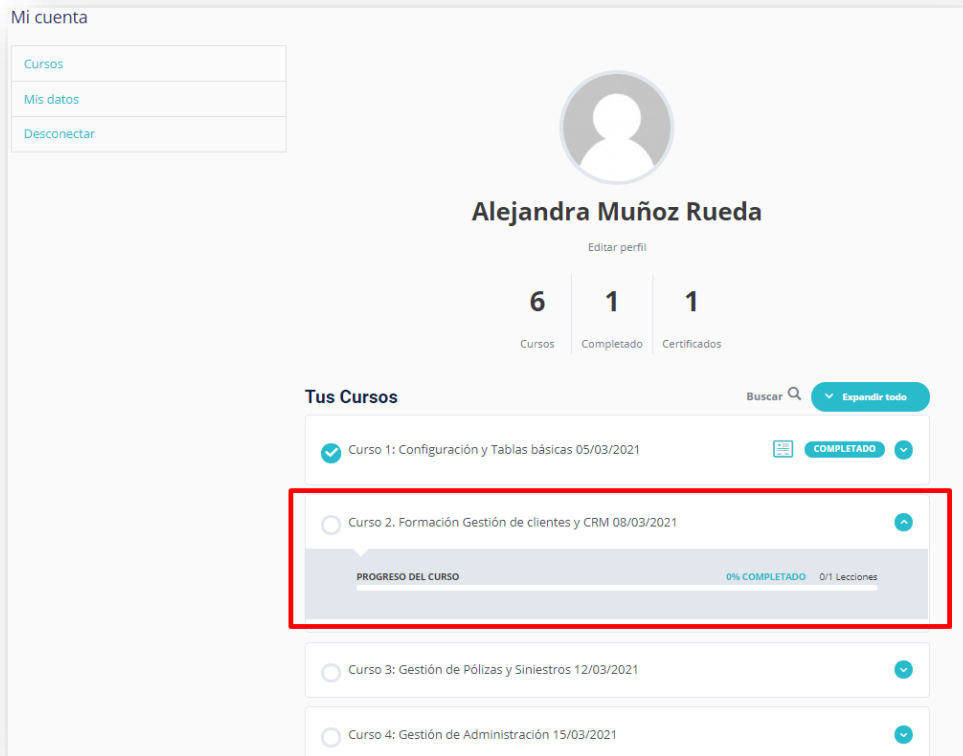 Mi cuenta
Cursos
Mis datos
Desconectar
Alejandra Muñoz Rueda
Editar perfil
6 1 1
Cursos Completado Certificados
Tus Cursos Buscar Expandir todo
Curso 1: Configuración y Tablas básicas 05/03/2021 COMPLETADO
Curso 2. Formación Gestión de clientes y CRM 08/03/2021
PROGRESO DEL CURSO 0% COMPLETADO 0/1 Lecciones
Curso 3: Gestión de Pólizas y Siniestros 12/03/2021
Curso 4: Gestión de Administración 15/03/2021